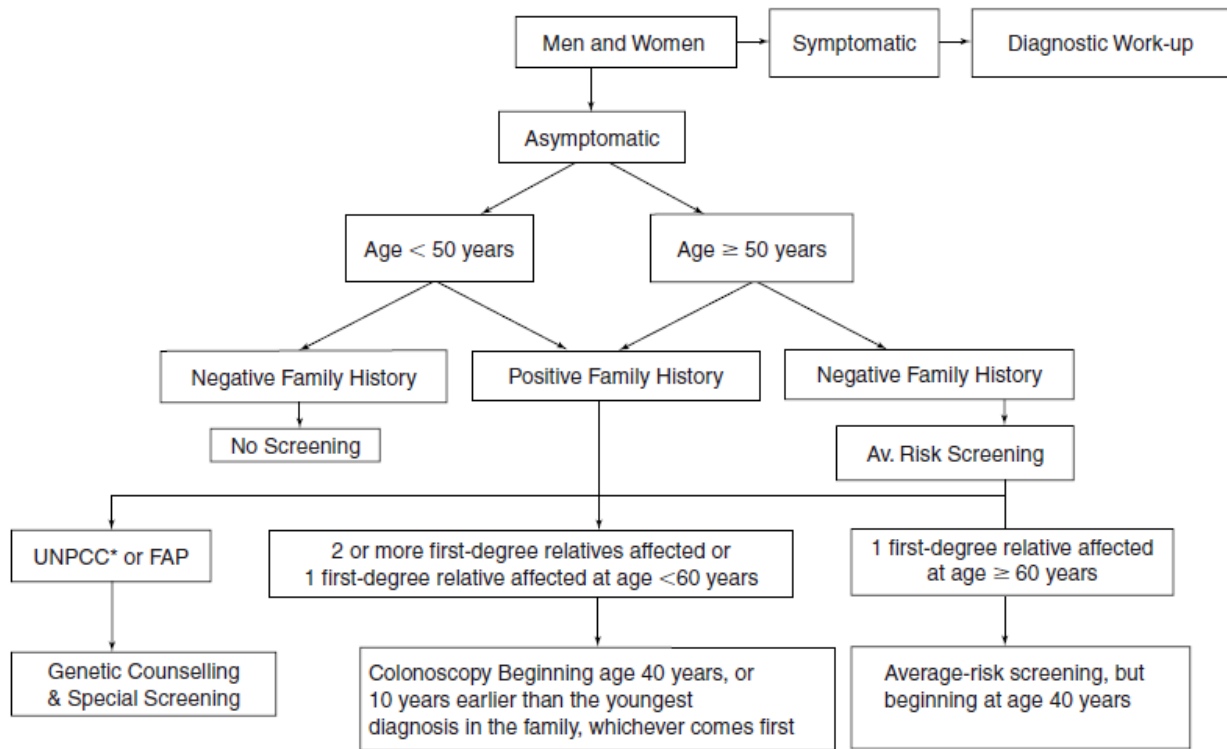 Men and Women
Symptomatic
Diagnostic Work-up
Asymptomatic
Age < 50 years
Age ≥ 50 years
Negative Family History
Positive Family History
Negative Family History
No Screening
Av. Risk Screening
UNPCC* or FAP
2 or more first-degree relatives affected or
1 first-degree relative affected at age <60 years
1 first-degree relative affected
at age ≥ 60 years
Genetic Counselling
& Special Screening
Colonoscopy Beginning age 40 years, or
10 years earlier than the youngest
diagnosis in the family, whichever comes first
Average-risk screening, but
beginning at age 40 years